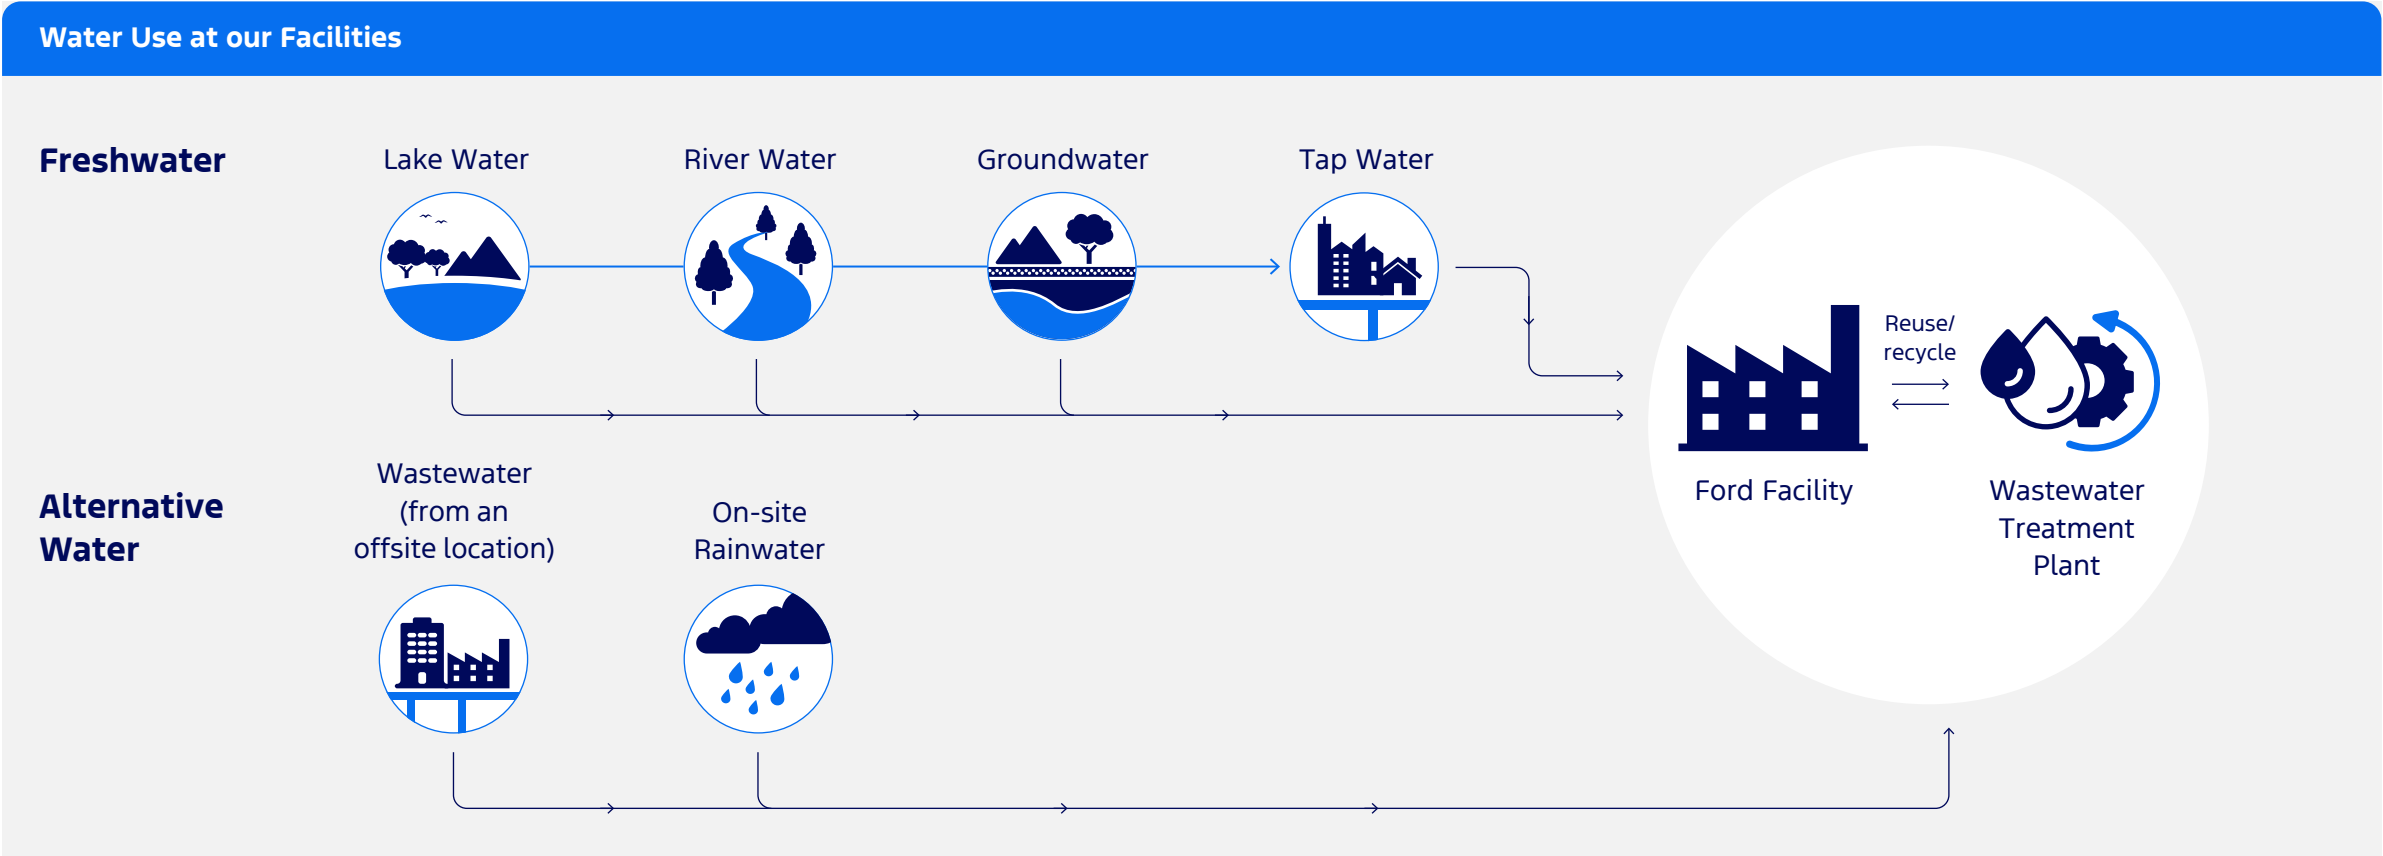 Water Use at our Facilities
Freshwater
Lake Water
River Water
Groundwater
Tap Water
Reuse/
recycle
Ford Facility
Wastewater
Treatment
Plant
Alternative
Water
Wastewater
(from an
offsite location)
On-site
Rainwater